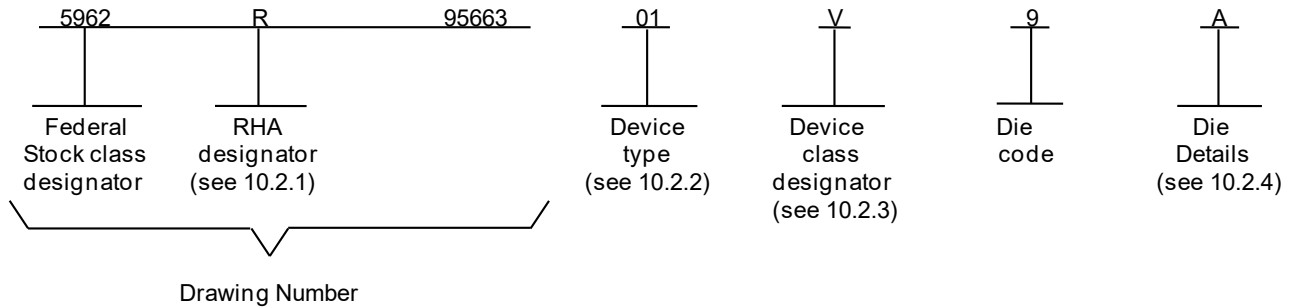 5962 R 95663 01 V 9 A
Federal Stock class designator
RHA designator (see 10.2.1)
Device type (see 10.2.2)
Device class designator (see 10.2.3)
Die code
Die Details (see 10.2.4)
Drawing Number